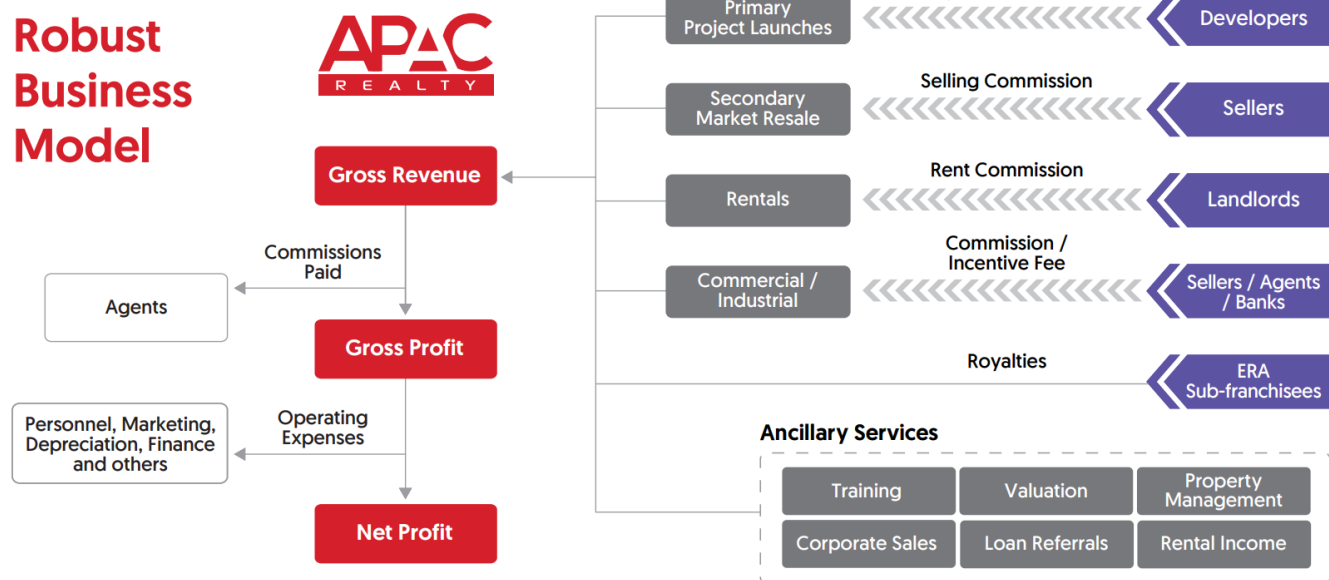 Robust
Business
Model
APAC
REALTY
Gross Revenue
Commissions
Paid
Agents
Gross Profit
Operating
Expenses
Personnel, Marketing,
Depreciation, Finance
and others
Net Profit
Primary
Project Launches
Developers
Selling Commission
Secondary
Market Resale
Sellers
Rent Commission
Rentals
Landlords
Commission /
Incentive Fee
Commercial /
Industrial
Sellers / Agents
/ Banks
Royalties
ERA
Sub-franchisees
Ancillary Services
Training
Valuation
Property
Management
Corporate Sales
Loan Referrals
Rental Income